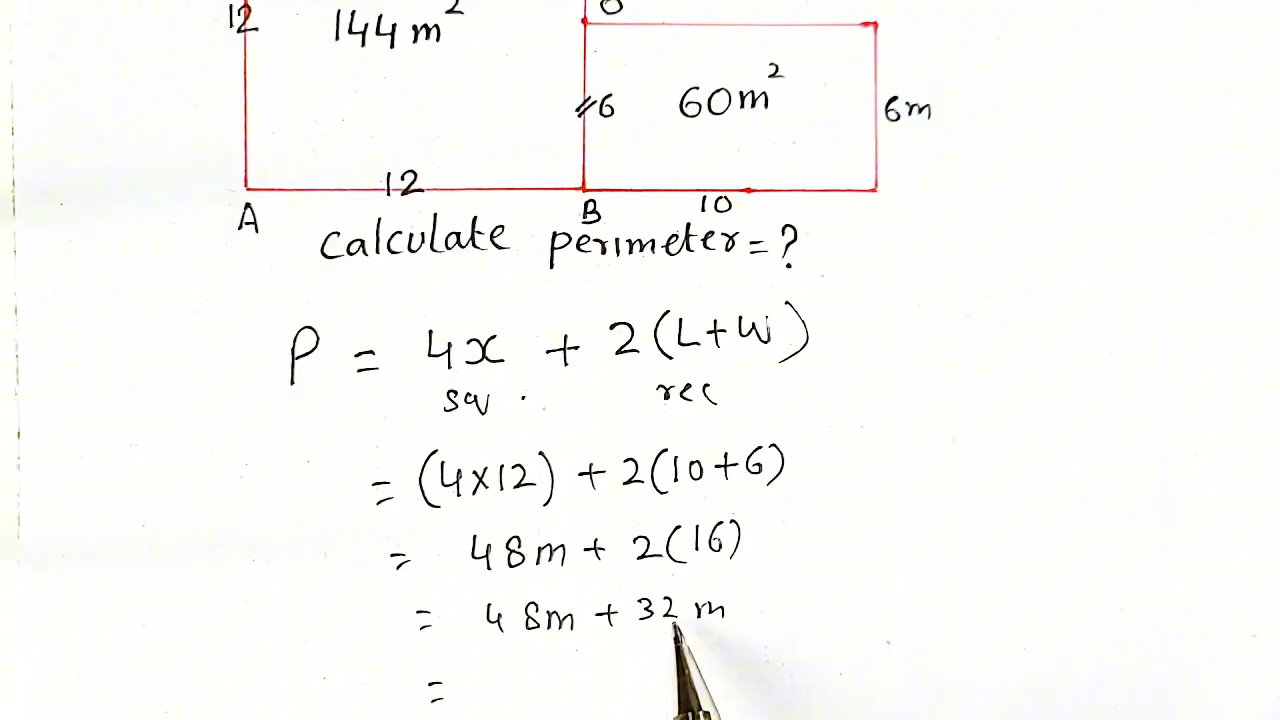 12 144 m²
6 60m² 6m
12
A B 10
calculate perimeter = ?
P = 4x + 2(L+W)
sq. rec
= (4×12) + 2(10+6)
= 48m + 2(16)
= 48m + 32 m
=